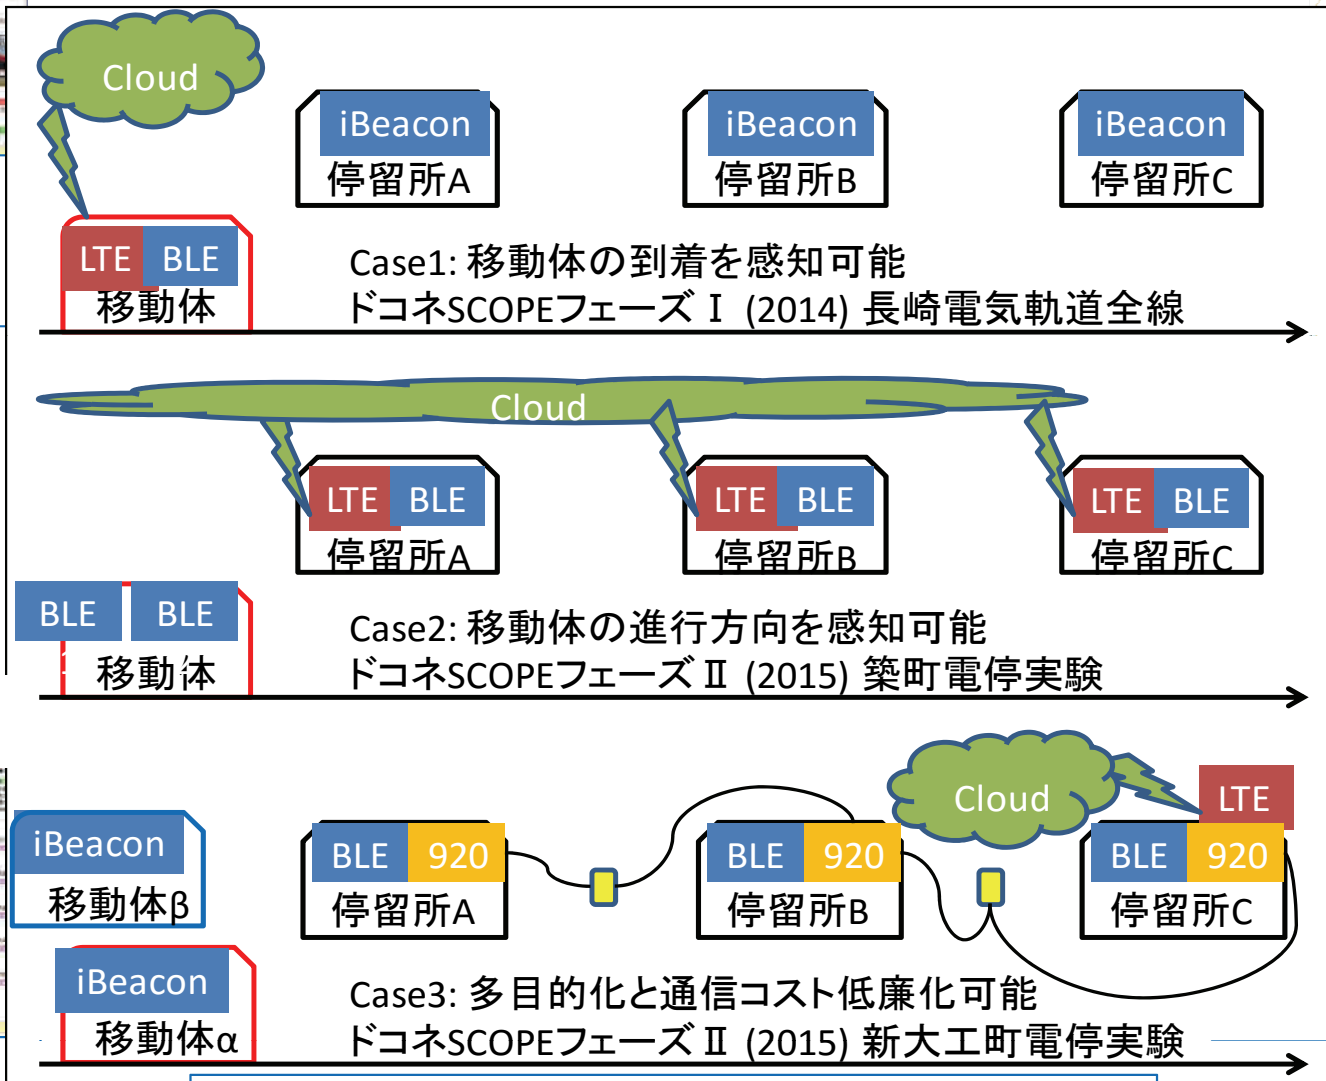 Cloud
iBeacon
停留所A
iBeacon
停留所B
iBeacon
停留所C
LTE BLE
移動体
Case1: 移動体の到着を感知可能
ドコネSCOPEフェーズⅠ (2014) 長崎電気軌道全線
Cloud
LTE BLE
停留所A
LTE BLE
停留所B
LTE BLE
停留所C
BLE BLE
移動体
Case2: 移動体の進行方向を感知可能
ドコネSCOPEフェーズⅡ (2015) 築町電停実験
Cloud
LTE
iBeacon
移動体β
BLE 920
停留所A
BLE 920
停留所B
BLE 920
停留所C
iBeacon
移動体α
Case3: 多目的化と通信コスト低廉化可能
ドコネSCOPEフェーズⅡ (2015) 新大工町電停実験